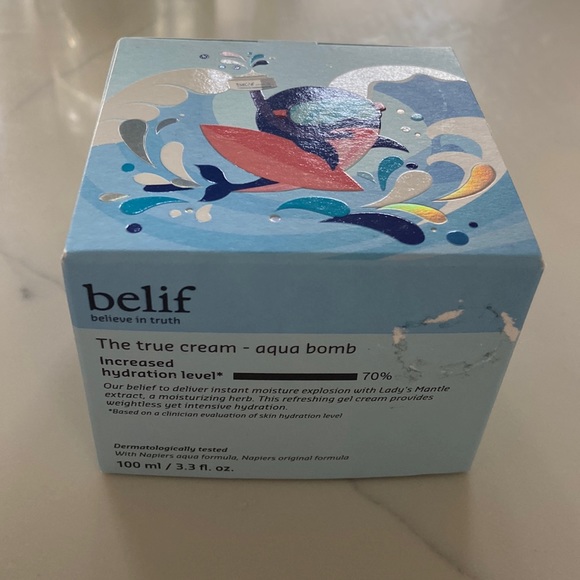 belif
believe in truth
The true cream - aqua bomb
Increased
hydration level* 70%
Our belief to deliver instant moisture explosion with Lady's Mantle
extract, a moisturizing herb. This refreshing gel cream provides
weightless yet intensive hydration.
*Based on a clinician evaluation of skin hydration level
Dermatologically tested
With Napiers aqua formula, Napiers original formula
100 ml / 3.3 fl. oz.